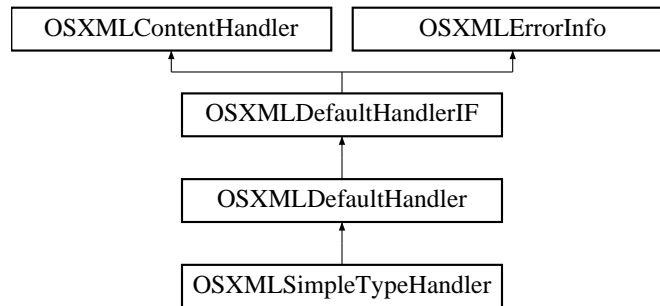 OSXMLContentHandler
OSXMLErrorInfo
OSXMLDefaultHandlerIF
OSXMLDefaultHandler
OSXMLSimpleTypeHandler